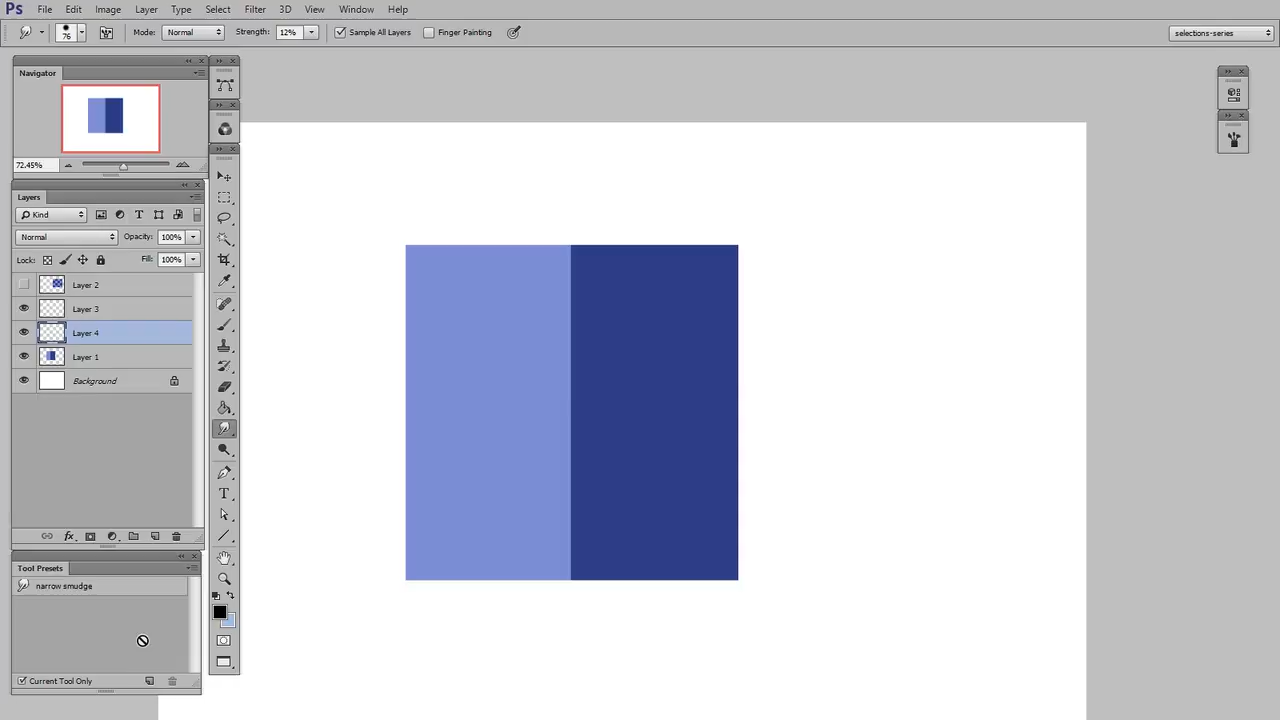 Ps File Edit Image Layer Type Select Filter 3D View Window Help
76 Mode: Normal Strength: 12% Sample All Layers Finger Painting selections-series
Navigator
72.45%
Layers
Kind
Normal Opacity: 100%
Lock: Fill: 100%
Layer 2
Layer 3
Layer 4
Layer 1
Background
fx
Tool Presets
narrow smudge
Current Tool Only